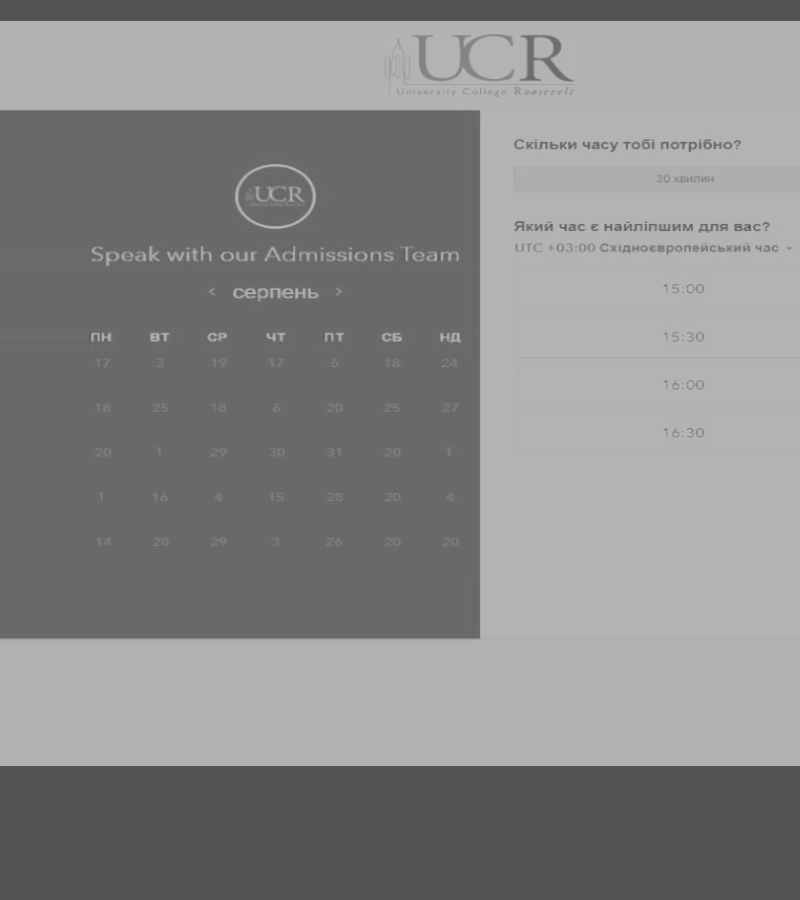 UCR
University College Roosevelt
UCR
Speak with our Admissions Team
< серпень >
ПН ВТ СР ЧТ ПТ СБ НД
17 3 19 17 6 18 24
18 25 18 6 20 25 27
20 1 29 30 31 20 1
1 16 4 15 28 20 4
14 28 29 3 26 20 20
Скільки часу тобі потрібно?
30 хвилин
Який час є найліпшим для вас?
UTC +03:00 Східноєвропейський час
15:00
15:30
16:00
16:30